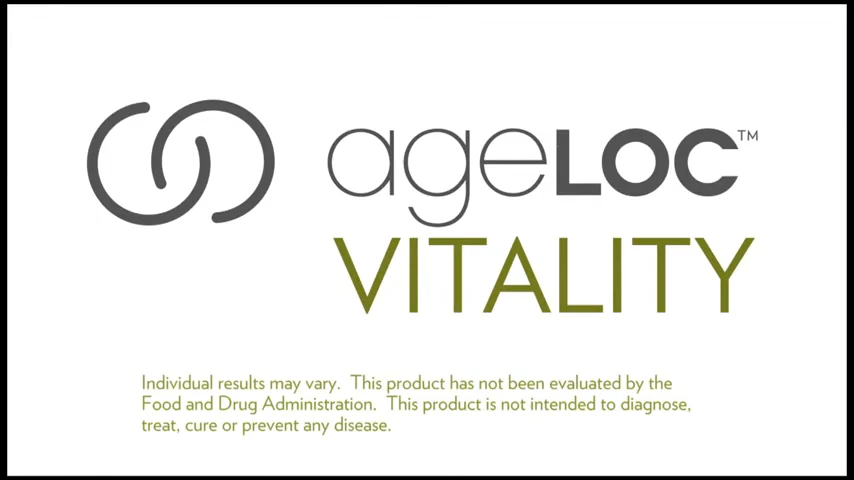 ageLOC™
VITALITY
Individual results may vary. This product has not been evaluated by the
Food and Drug Administration. This product is not intended to diagnose,
treat, cure or prevent any disease.